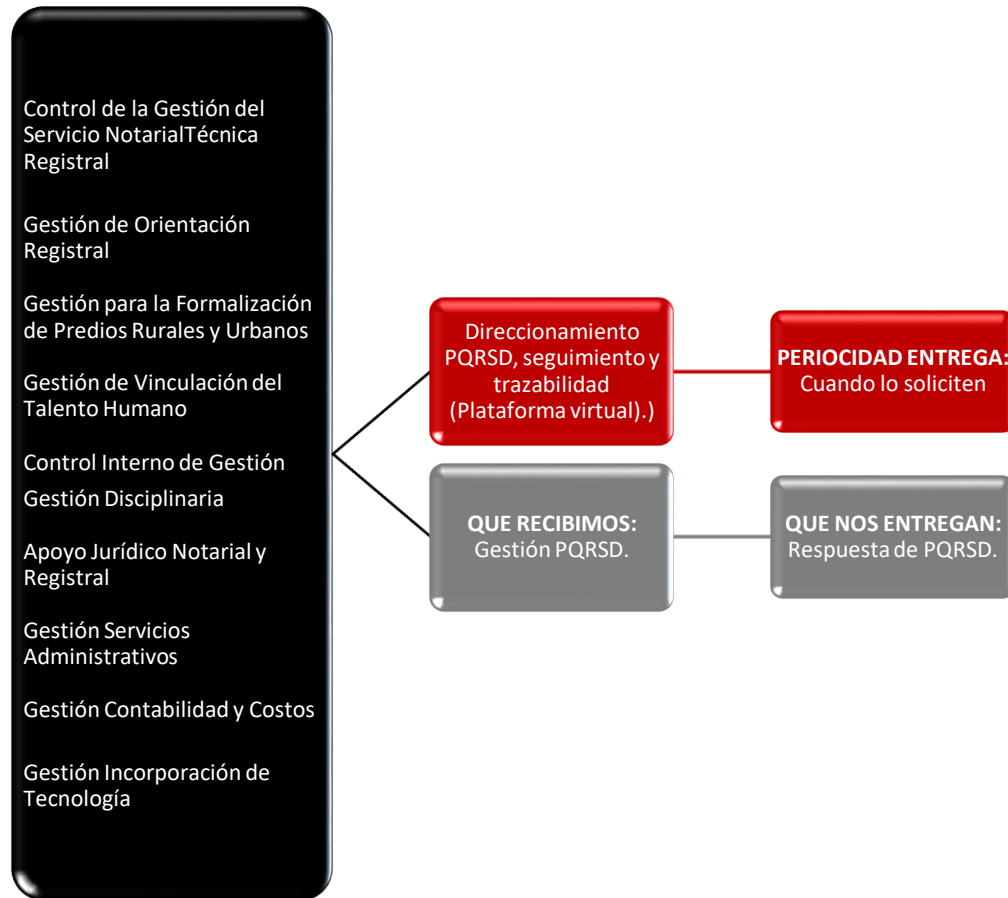 Control de la Gestión del
Servicio NotarialTécnica
Registral
Gestión de Orientación
Registral
Gestión para la Formalización
de Predios Rurales y Urbanos
Gestión de Vinculación del
Talento Humano
Control Interno de Gestión
Gestión Disciplinaria
Apoyo Jurídico Notarial y
Registral
Gestión Servicios
Administrativos
Gestión Contabilidad y Costos
Gestión Incorporación de
Tecnología
Direccionamiento
PQRSD, seguimiento y
trazabilidad
(Plataforma virtual).)
PERIOCIDAD ENTREGA:
Cuando lo soliciten
QUE RECIBIMOS:
Gestión PQRSD.
QUE NOS ENTREGAN:
Respuesta de PQRSD.